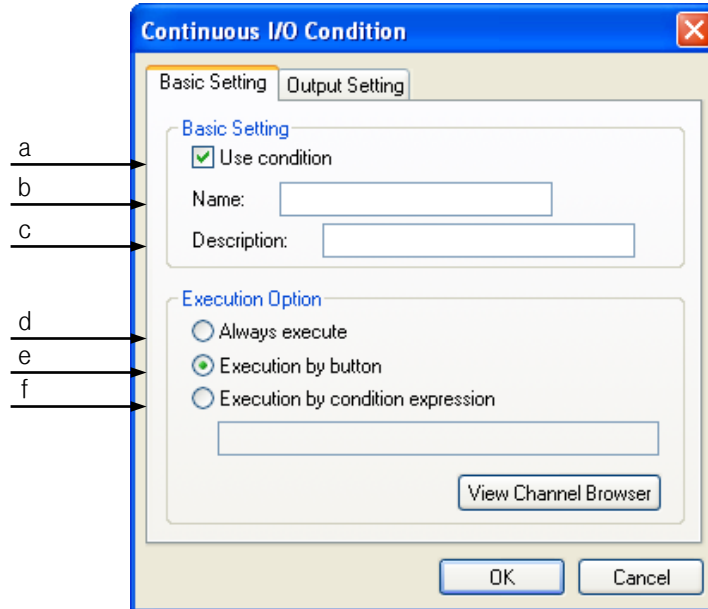 Continuous I/O Condition
Basic Setting
Output Setting
Basic Setting
a
Use condition
b
Name:
c
Description:
Execution Option
d
Always execute
e
Execution by button
f
Execution by condition expression
View Channel Browser
OK
Cancel